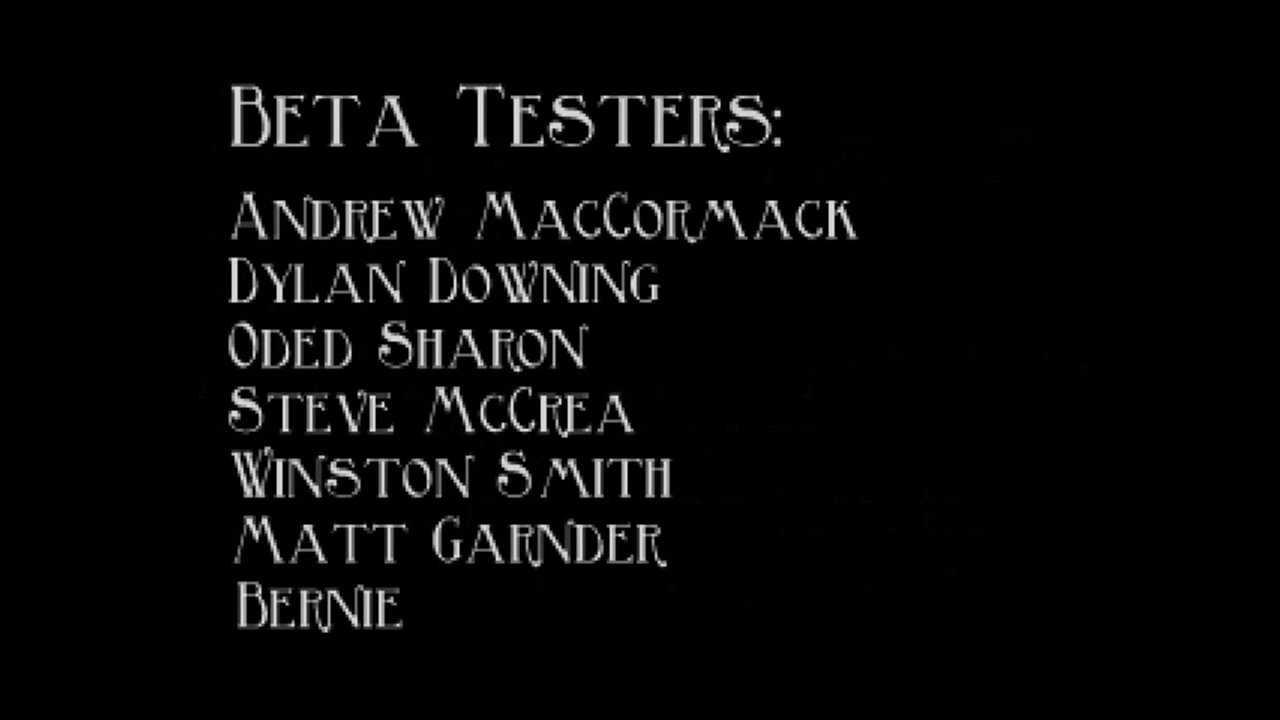 Beta Testers:
Andrew MacCormack
Dylan Downing
Oded Sharon
Steve McCrea
Winston Smith
Matt Garnder
Bernie